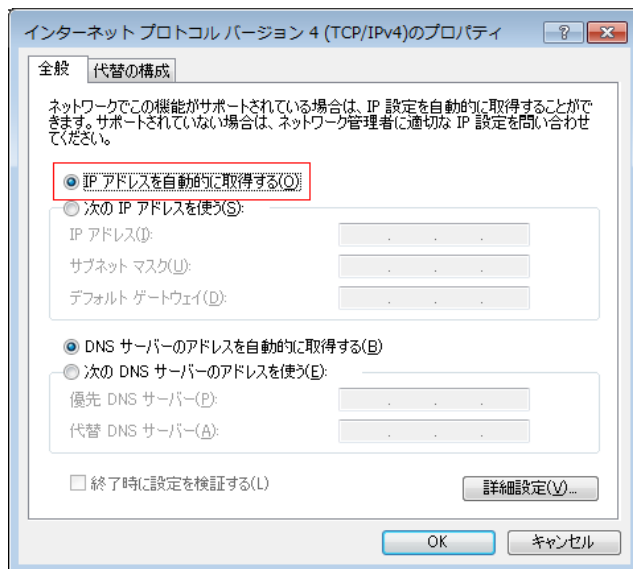 インターネット プロトコル バージョン 4 (TCP/IPv4)のプロパティ
全般
代替の構成
ネットワークでこの機能がサポートされている場合は、IP 設定を自動的に取得することがで
きます。サポートされていない場合は、ネットワーク管理者に適切な IP 設定を問い合わせ
てください。
IP アドレスを自動的に取得する(O)
次の IP アドレスを使う(S):
IP アドレス(I):
サブネット マスク(U):
デフォルト ゲートウェイ(D):
DNS サーバーのアドレスを自動的に取得する(B)
次の DNS サーバーのアドレスを使う(E):
優先 DNS サーバー(P):
代替 DNS サーバー(A):
終了時に設定を検証する(L)
詳細設定(V)...
OK
キャンセル